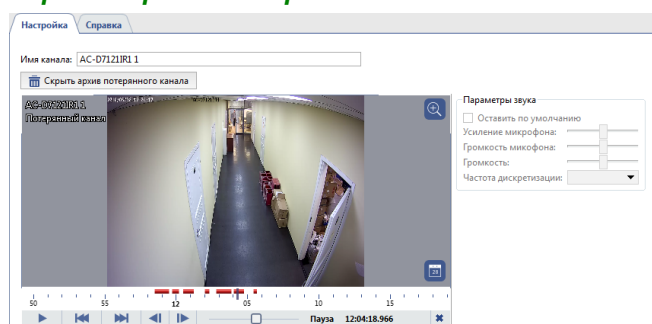 Настройка Справка
Имя канала: AC-D7121IR1 1
Скрыть архив потерянного канала
AC-D7121IR1 1
Потерянный канал
Параметры звука
Оставить по умолчанию
Усиление микрофона:
Громкость микофона:
Громкость:
Частота дискретизации:
50 55 12 05 10 15
Пауза 12:04:18.966